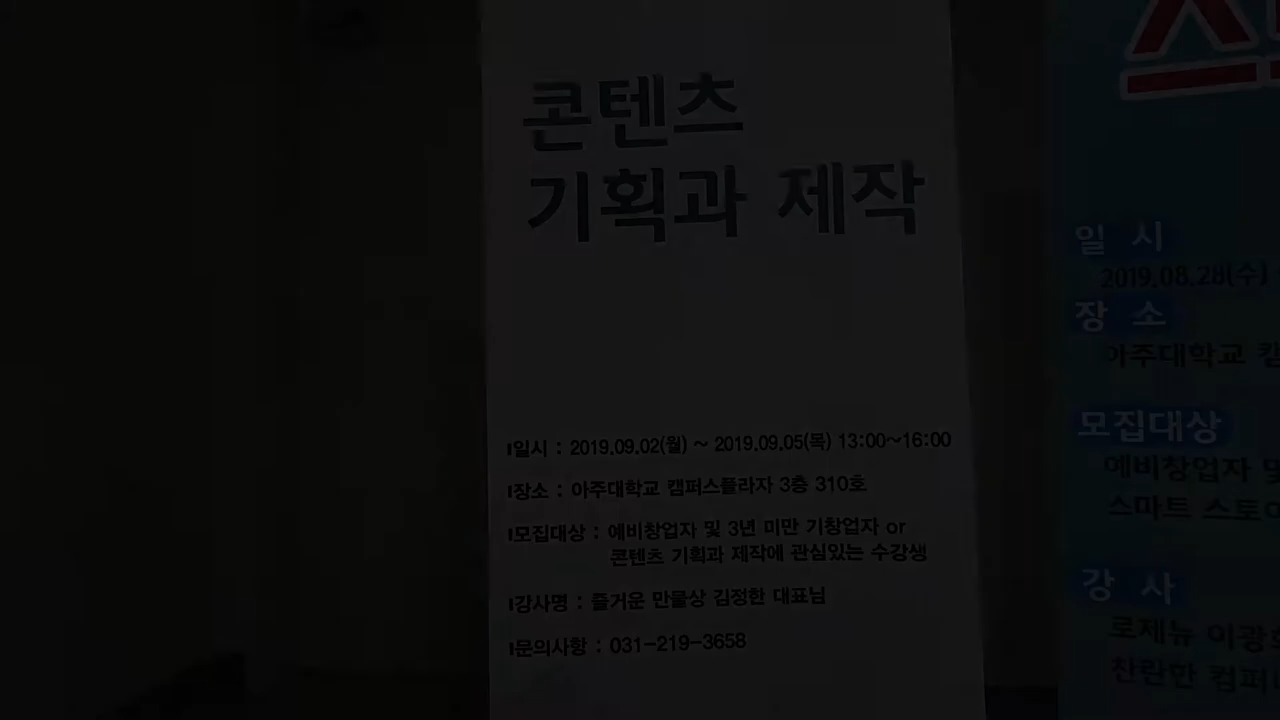 콘텐츠
기획과 제작
일시 : 2019.09.02(월) ~ 2019.09.05(목) 13:00~16:00
장소 : 아주대학교 캠퍼스플라자 3층 310호
모집대상 : 예비창업자 및 3년 미만 기창업자 or
콘텐츠 기획과 제작에 관심있는 수강생
강사명 : 즐거운 만물상 김정한 대표님
문의사항 : 031-219-3658
일 시
2019.08.28(수)
장 소
아주대학교
모집대상
예비창업자
스마트
강 사
로제뉴
찬란한